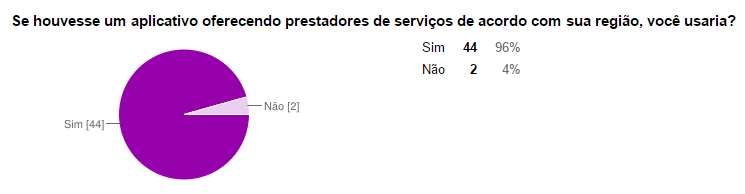 Se houvesse um aplicativo oferecendo prestadores de serviços de acordo com sua região, você usaria?
Sim 44 96%
Não 2 4%
Não [2]
Sim [44]